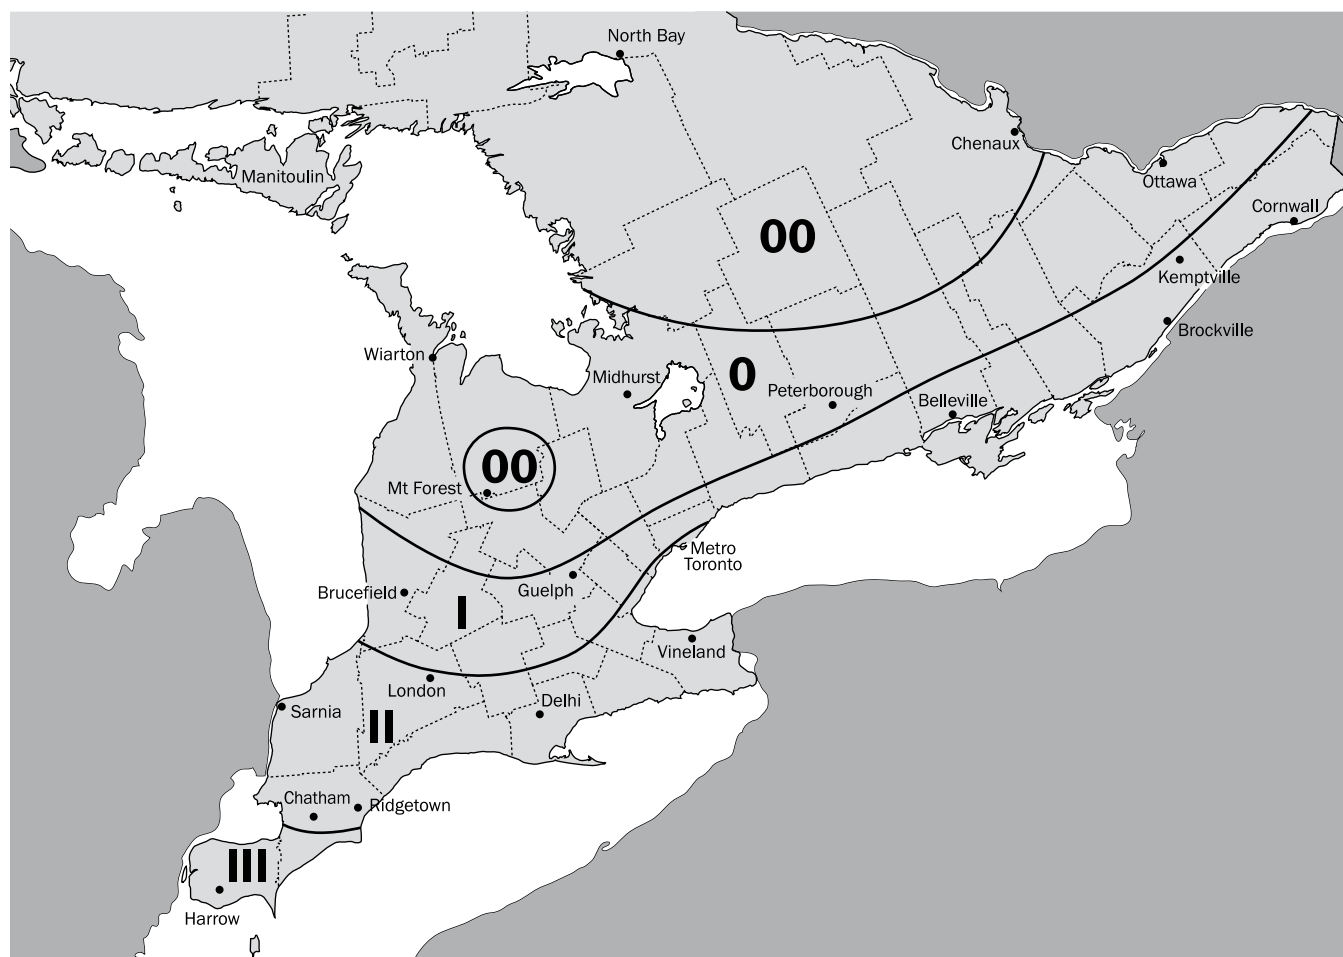 North Bay
Chenaux
Manitoulin
Ottawa
Cornwall
00
Kemptville
Brockville
Wiarton
Midhurst
0
Peterborough
Belleville
00
Mt Forest
Metro
Toronto
Brucefield
Guelph
I
Vineland
London
Delhi
Sarnia
II
Chatham
Ridgetown
III
Harrow